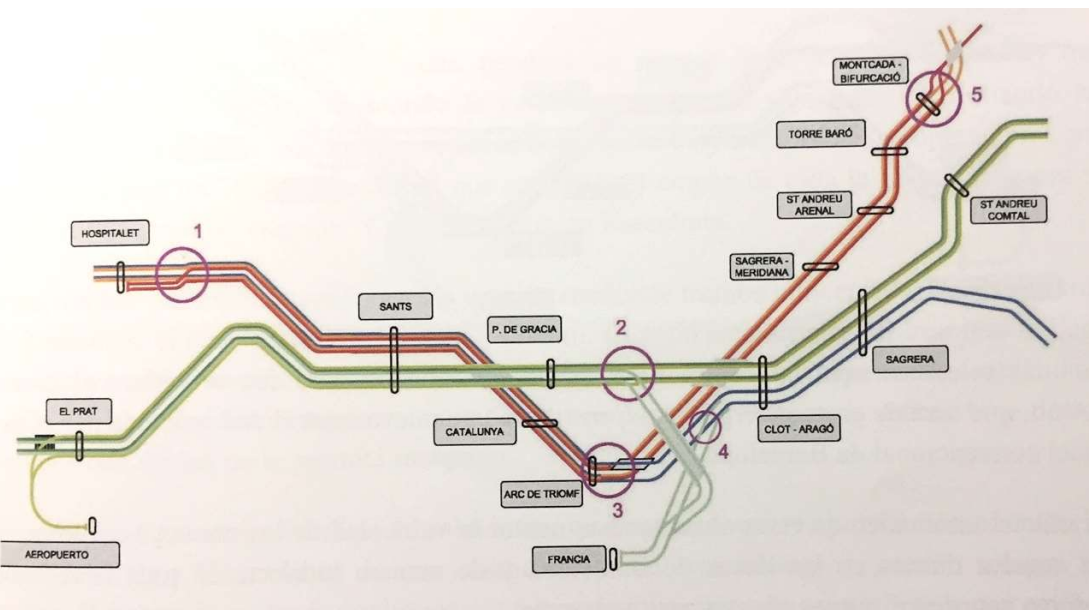 MONTCADA -
BIFURCACIÓ
5
TORRE BARÓ
ST ANDREU
ARENAL
ST ANDREU
COMTAL
HOSPITALET
1
SAGRERA -
MERIDIANA
SANTS
P. DE GRACIA
2
SAGRERA
EL PRAT
CATALUNYA
CLOT - ARAGÓ
4
ARC DE TRIOMF
3
AEROPUERTO
FRANCIA